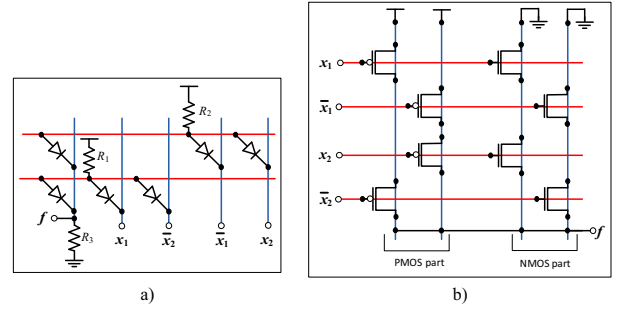 R₂
R₁
f
R₃
x₁
x̄₂
x̄₁
x₂
a)
x₁
x̄₁
x₂
x̄₂
f
PMOS part
NMOS part
b)